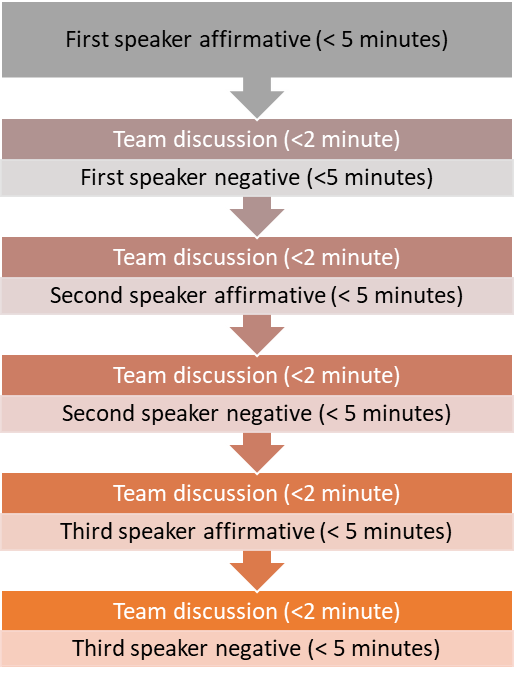 First speaker affirmative (< 5 minutes)
Team discussion (<2 minute)
First speaker negative (<5 minutes)
Team discussion (<2 minute)
Second speaker affirmative (< 5 minutes)
Team discussion (<2 minute)
Second speaker negative (< 5 minutes)
Team discussion (<2 minute)
Third speaker affirmative (< 5 minutes)
Team discussion (<2 minute)
Third speaker negative (< 5 minutes)